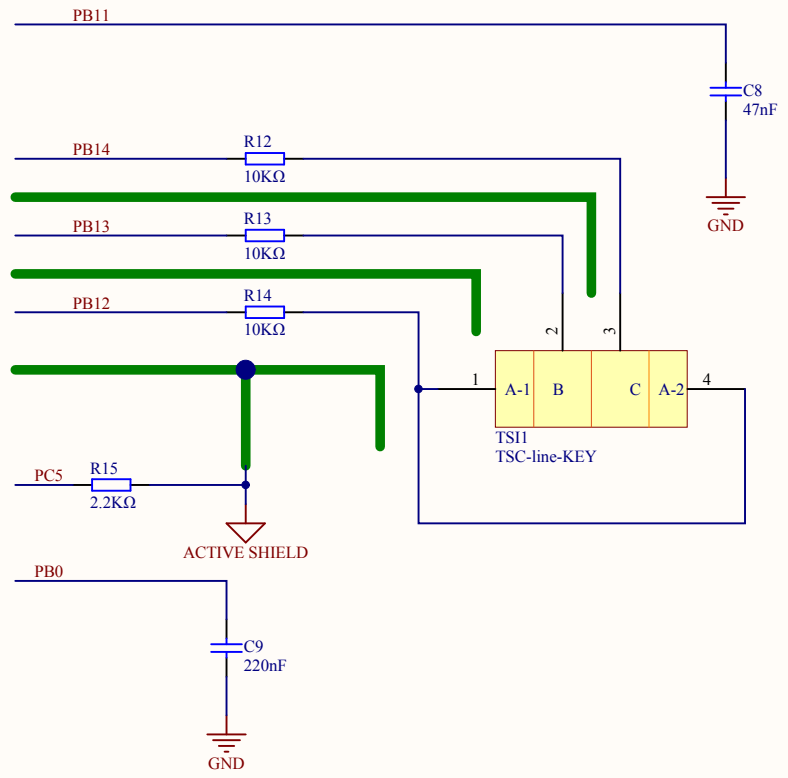 PB11
C8
47nF
GND
PB14
R12
10KΩ
PB13
R13
10KΩ
PB12
R14
10KΩ
2
3
1
A-1
B
C
A-2
4
TSI1
TSC-line-KEY
PC5
R15
2.2KΩ
ACTIVE SHIELD
PB0
C9
220nF
GND